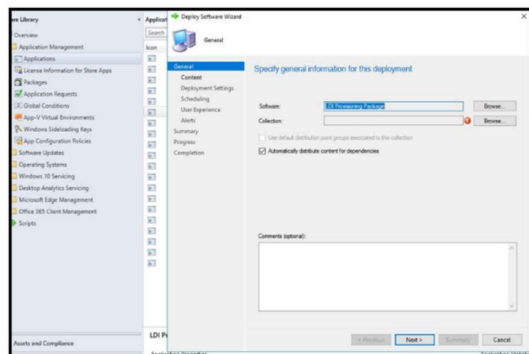 are Library
Overview
Application Management
Applications
License Information for Store Apps
Packages
Application Requests
Global Conditions
App-V Virtual Environments
Windows Sideloading Keys
App Configuration Policies
Software Updates
Operating Systems
Windows 10 Servicing
Desktop Analytics Servicing
Microsoft Edge Management
Office 365 Client Management
Scripts
Assets and Compliance
Applicat
Search
Icon
LDI Pr
Deploy Software Wizard
General
General
Content
Deployment Settings
Scheduling
User Experience
Alerts
Summary
Progress
Completion
Specify general information for this deployment
Software:
LDI Provisioning Package
Browse...
Collection:
Browse...
Use default distribution point groups associated to this collection
Automatically distribute content for dependencies
Comments (optional):
< Previous
Next >
Summary
Cancel